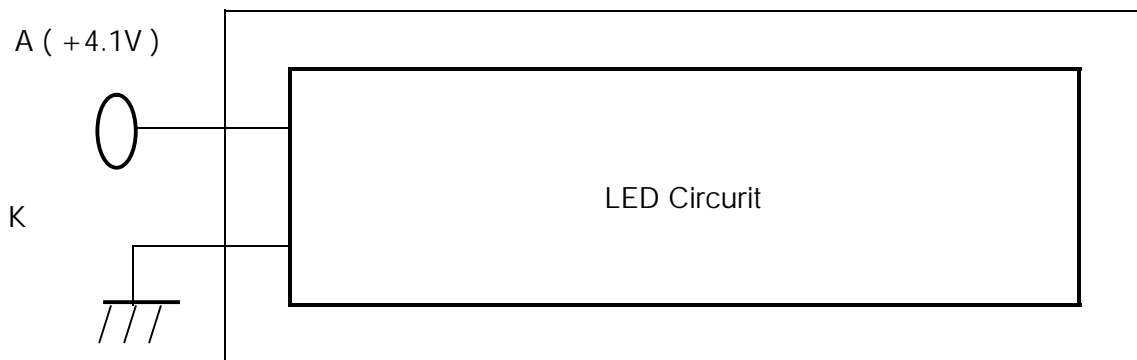 A ( +4.1V )
LED Circurit
K